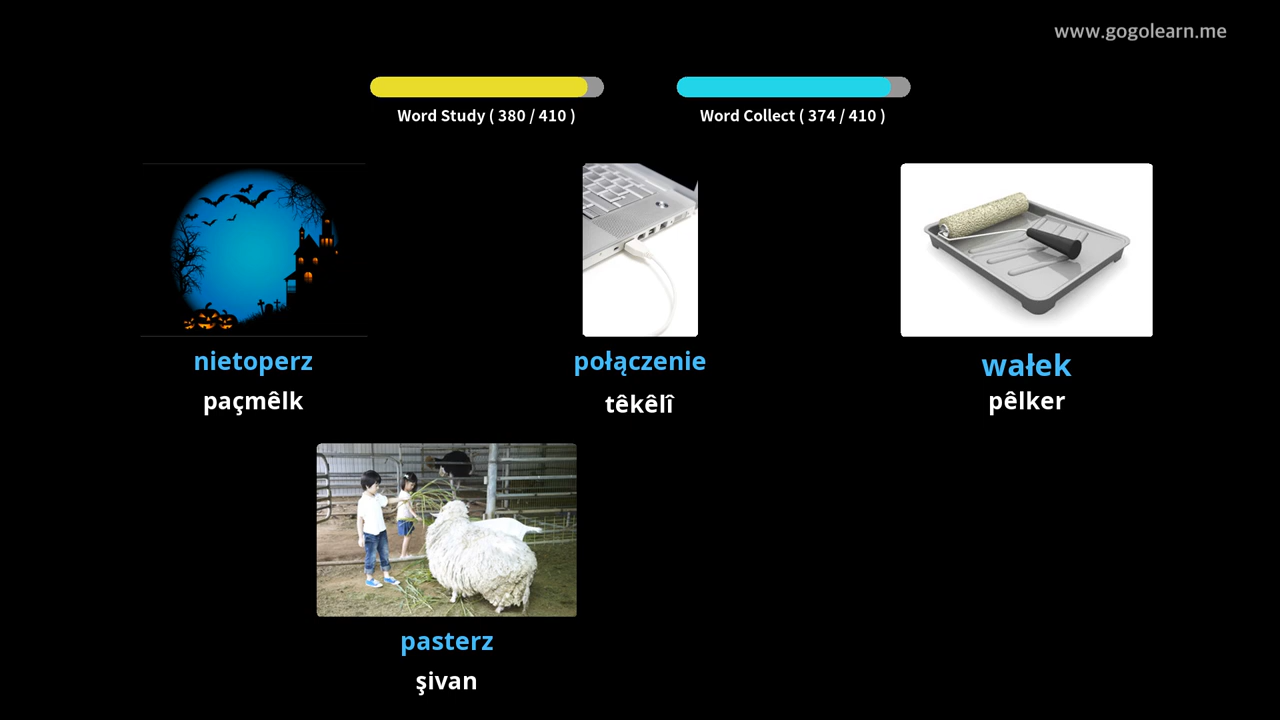 www.gogolearn.me
Word Study ( 380 / 410 )
Word Collect ( 374 / 410 )
nietoperz
paçmêlk
połączenie
têkêlî
wałek
pêlker
pasterz
şivan